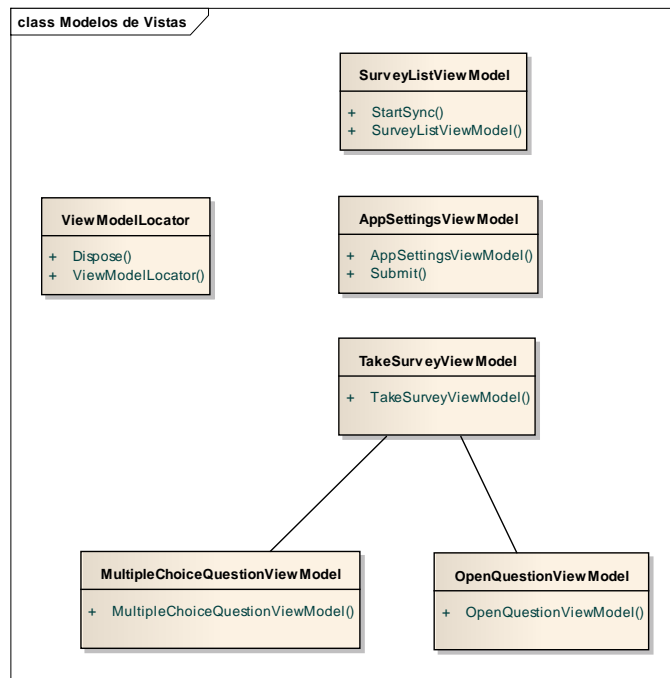 class Modelos de Vistas
SurveyListViewModel
+ StartSync()
+ SurveyListViewModel()
ViewModelLocator
+ Dispose()
+ ViewModelLocator()
AppSettingsViewModel
+ AppSettingsViewModel()
+ Submit()
TakeSurveyViewModel
+ TakeSurveyViewModel()
MultipleChoiceQuestionViewModel
+ MultipleChoiceQuestionViewModel()
OpenQuestionViewModel
+ OpenQuestionViewModel()